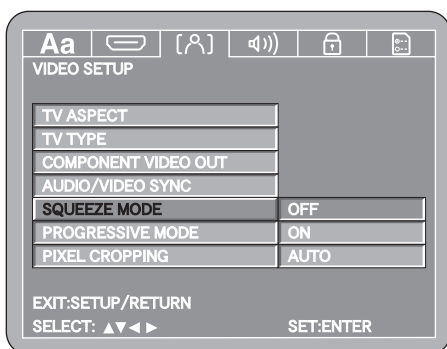 Aa
VIDEO SETUP
TV ASPECT
TV TYPE
COMPONENT VIDEO OUT
AUDIO/VIDEO SYNC
SQUEEZE MODE OFF
PROGRESSIVE MODE ON
PIXEL CROPPING AUTO
EXIT:SETUP/RETURN
SELECT: ▲▼◄► SET:ENTER